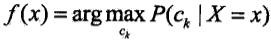 f(x) = arg max P(c_k | X = x)
c_k